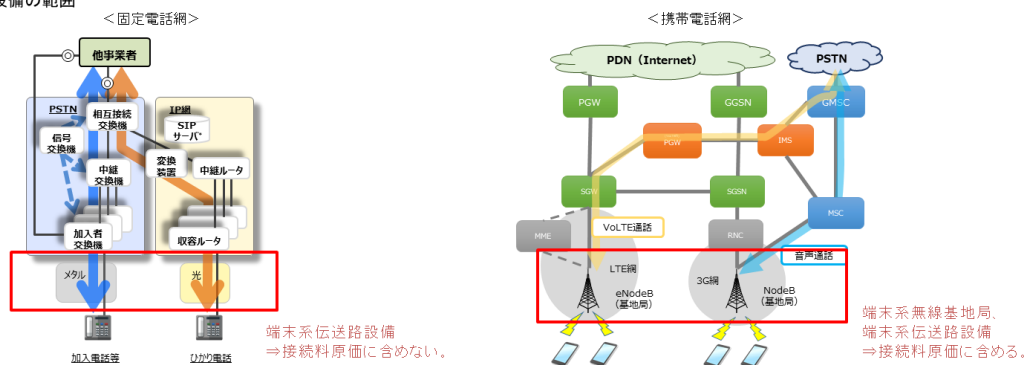 設備の範囲
＜固定電話網＞
他事業者
PSTN
IP網
相互接続
交換機
SIP
サーバ*
信号
交換機
変換
装置
中継
交換機
中継ルータ
加入者
交換機
収容ルータ
メタル
光
加入電話等
ひかり電話
端末系伝送路設備
⇒接続料原価に含めない。
＜携帯電話網＞
PDN（Internet）
PSTN
PGW
GGSN
GMSC
PGW
IMS
SGW
SGSN
MSC
MME
VoLTE通話
RNC
音声通話
LTE網
3G網
eNodeB
（基地局）
NodeB
（基地局）
端末系無線基地局、
端末系伝送路設備
⇒接続料原価に含める。